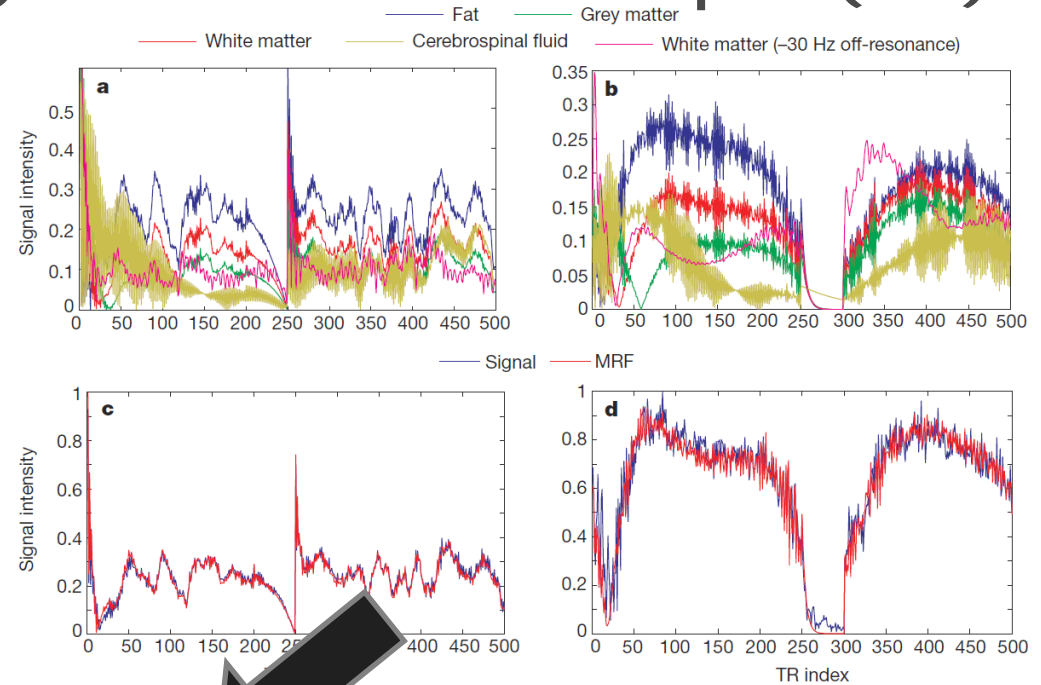 Fat Grey matter
White matter Cerebrospinal fluid White matter (–30 Hz off-resonance)
a
Signal intensity
0.5
0.4
0.3
0.2
0.1
0
0 50 100 150 200 250 300 350 400 450 500
b
0.35
0.3
0.25
0.2
0.15
0.1
0.05
0
0 50 100 150 200 250 300 350 400 450 500
Signal MRF
c
Signal intensity
1
0.8
0.6
0.4
0.2
0
0 50 100 150 200 400 450 500
d
1
0.8
0.6
0.4
0.2
0
0 50 100 150 200 250 300 350 400 450 500
TR index